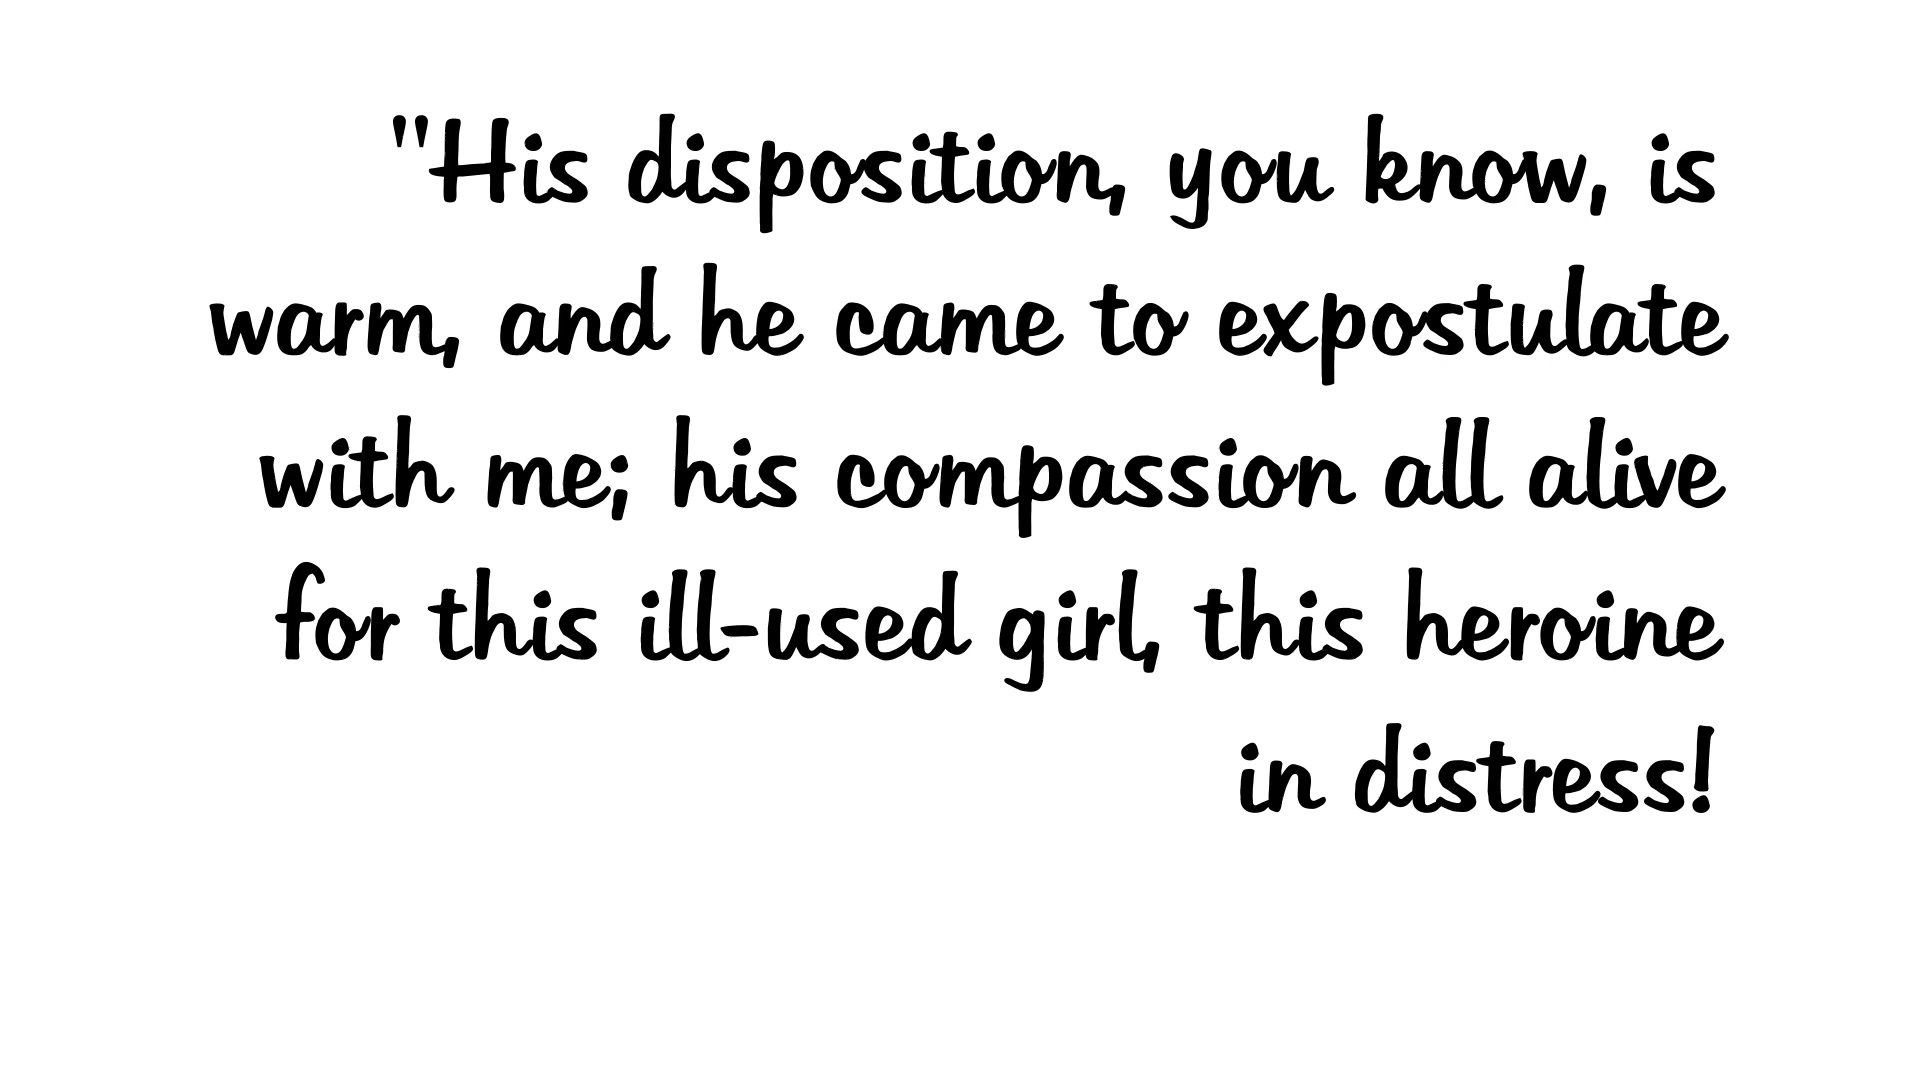 "His disposition, you know, is
warm, and he came to expostulate
with me; his compassion all alive
for this ill-used girl, this heroine
in distress!